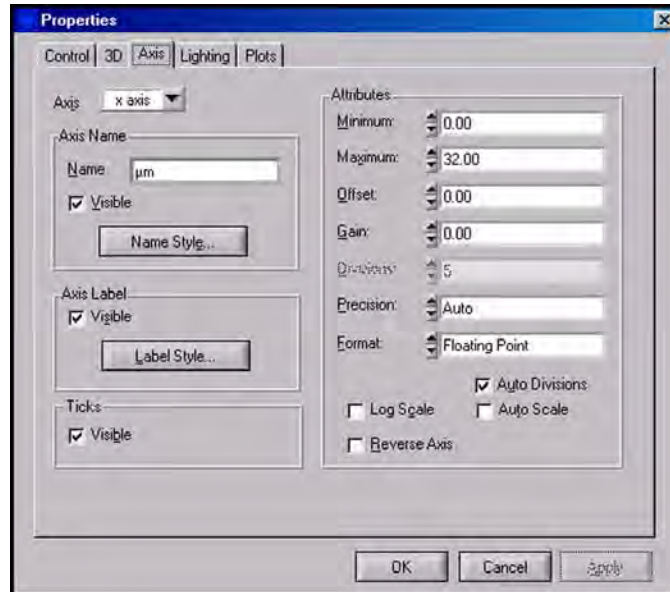 Properties
Control 3D Axis Lighting Plots
Axis x axis
Axis Name
Name µm
Visible
Name Style...
Axis Label
Visible
Label Style...
Ticks
Visible
Attributes
Minimum: 0.00
Maximum: 32.00
Offset: 0.00
Gain: 0.00
Divisions: 5
Precision: Auto
Format: Floating Point
Auto Divisions
Log Scale Auto Scale
Reverse Axis
OK Cancel Apply